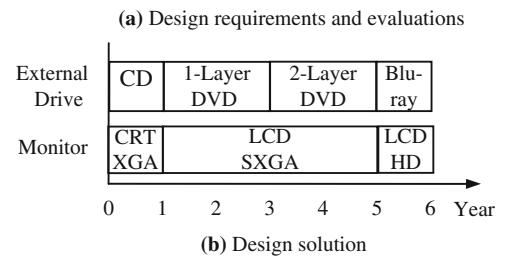 (a) Design requirements and evaluations
External Drive
CD
1-Layer DVD
2-Layer DVD
Blu-ray
Monitor
CRT XGA
LCD SXGA
LCD HD
0 1 2 3 4 5 6 Year
(b) Design solution